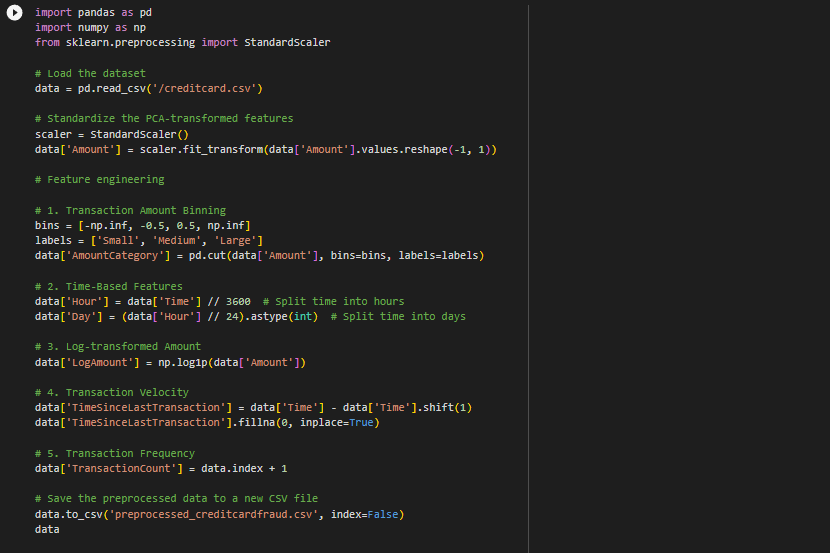 import pandas as pd
import numpy as np
from sklearn.preprocessing import StandardScaler
# Load the dataset
data = pd.read_csv('/creditcard.csv')
# Standardize the PCA-transformed features
scaler = StandardScaler()
data['Amount'] = scaler.fit_transform(data['Amount'].values.reshape(-1, 1))
# Feature engineering
# 1. Transaction Amount Binning
bins = [-np.inf, -0.5, 0.5, np.inf]
labels = ['Small', 'Medium', 'Large']
data['AmountCategory'] = pd.cut(data['Amount'], bins=bins, labels=labels)
# 2. Time-Based Features
data['Hour'] = data['Time'] // 3600  # Split time into hours
data['Day'] = (data['Hour'] // 24).astype(int)  # Split time into days
# 3. Log-transformed Amount
data['LogAmount'] = np.log1p(data['Amount'])
# 4. Transaction Velocity
data['TimeSinceLastTransaction'] = data['Time'] - data['Time'].shift(1)
data['TimeSinceLastTransaction'].fillna(0, inplace=True)
# 5. Transaction Frequency
data['TransactionCount'] = data.index + 1
# Save the preprocessed data to a new CSV file
data.to_csv('preprocessed_creditcardfraud.csv', index=False)
data